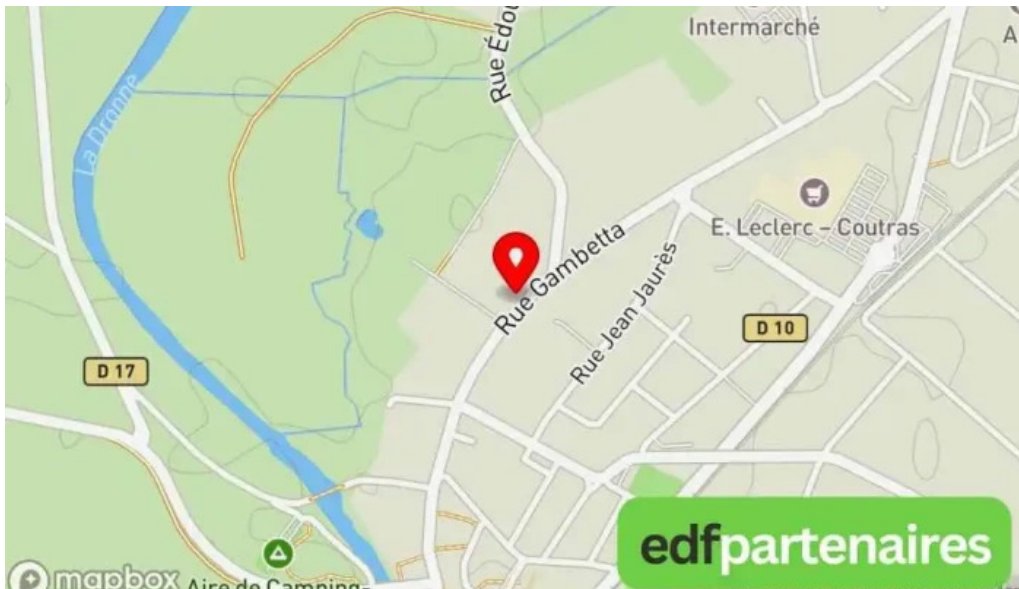 Intermarché
A
Rue Édou
La Dronne
E. Leclerc – Coutras
Rue Gambetta
Rue Jean Jaurès
D 10
D 17
edfpartenaires
mapbox
Aire de Camping-